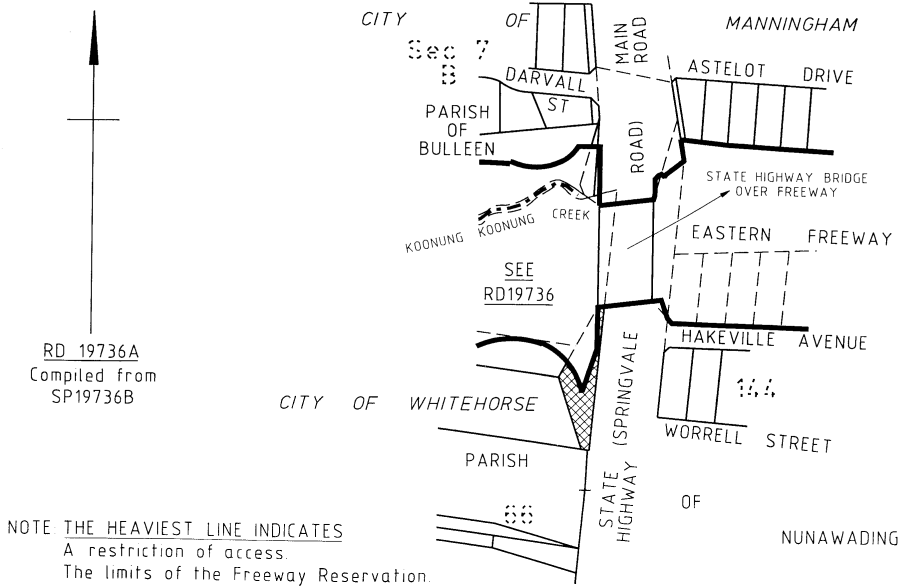 CITY OF MANNINGHAM
Sec 7
B
MAIN
ROAD
ASTELOT DRIVE
DARVALL
ST
PARISH
OF
BULLEEN
ROAD)
STATE HIGHWAY BRIDGE
OVER FREEWAY
KOONUNG KOONUNG CREEK
EASTERN FREEWAY
SEE
RD19736
HAKEVILLE AVENUE
RD 19736A
Compiled from
SP19736B
CITY OF WHITEHORSE
144
(SPRINGVALE
WORRELL STREET
PARISH OF NUNAWADING
STATE
HIGHWAY
NOTE THE HEAVIEST LINE INDICATES
A restriction of access.
The limits of the Freeway Reservation.